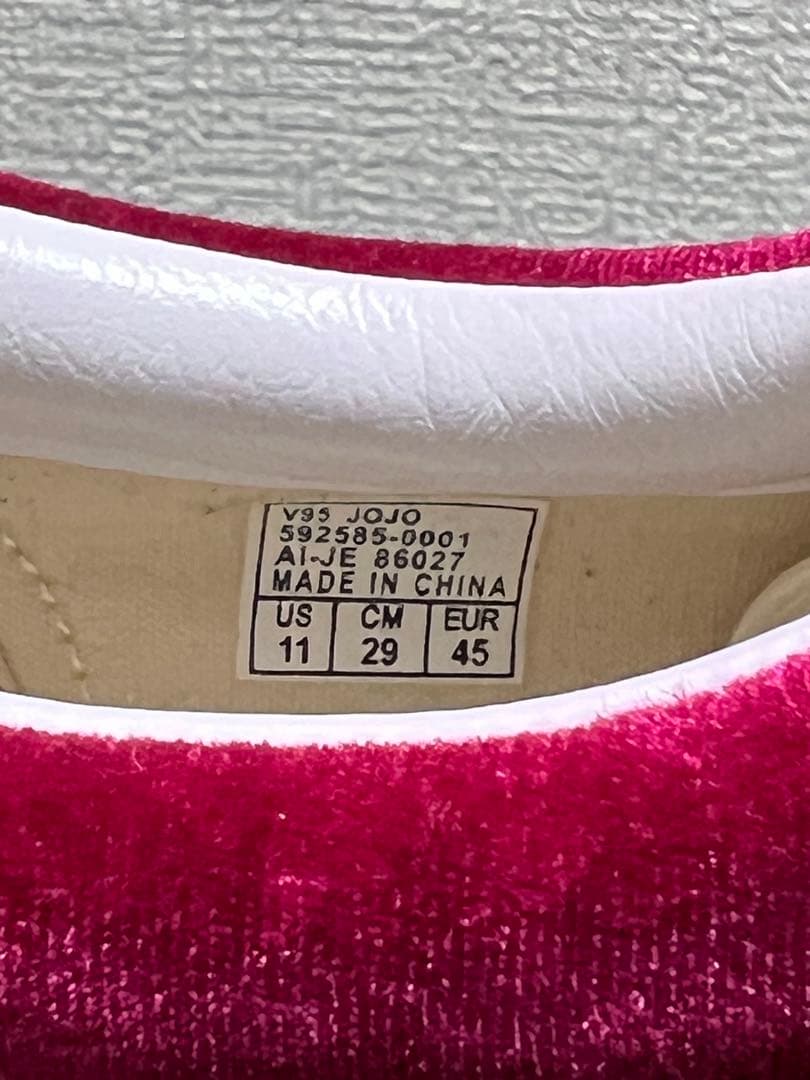 V95 JOJO
592585-0001
AI-JE 86027
MADE IN CHINA
US CM EUR
11 29 45